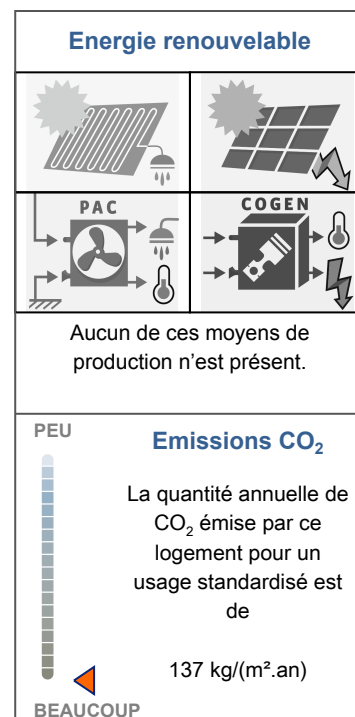 Energie renouvelable
PAC
COGEN
Aucun de ces moyens de
production n'est présent.
PEU
Emissions CO₂
La quantité annuelle de
CO₂ émise par ce
logement pour un
usage standardisé est
de
137 kg/(m².an)
BEAUCOUP